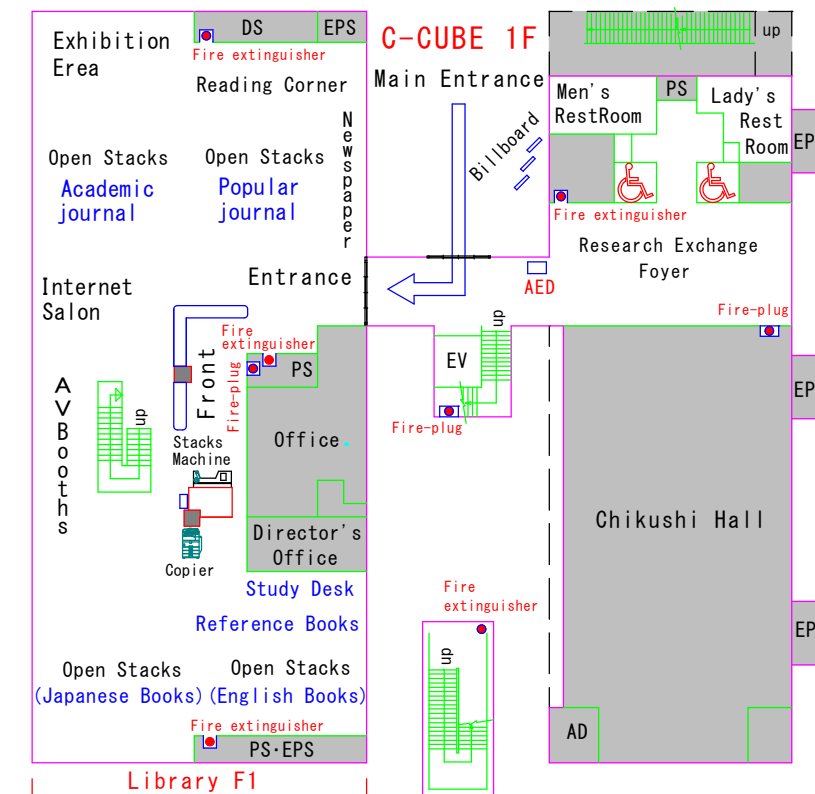 C-CUBE 1F
DS
EPS
Fire extinguisher
Exhibition
Erea
Reading Corner
Main Entrance
up
Men's
RestRoom
PS
Lady's
Rest
Room
EP
Newspaper
Billboard
Open Stacks
Academic
journal
Open Stacks
Popular
journal
Fire extinguisher
Research Exchange
Foyer
Internet
Salon
Entrance
AED
Fire-plug
Fire
extinguisher
up
EV
Front
Fire-plug
PS
Fire-plug
EP
AV Booths
up
Stacks
Machine
Office
Director's
Office
Copier
Chikushi Hall
Study Desk
Reference Books
Fire
extinguisher
EP
up
Open Stacks
(Japanese Books)
Open Stacks
(English Books)
Fire extinguisher
PS·EPS
AD
Library F1